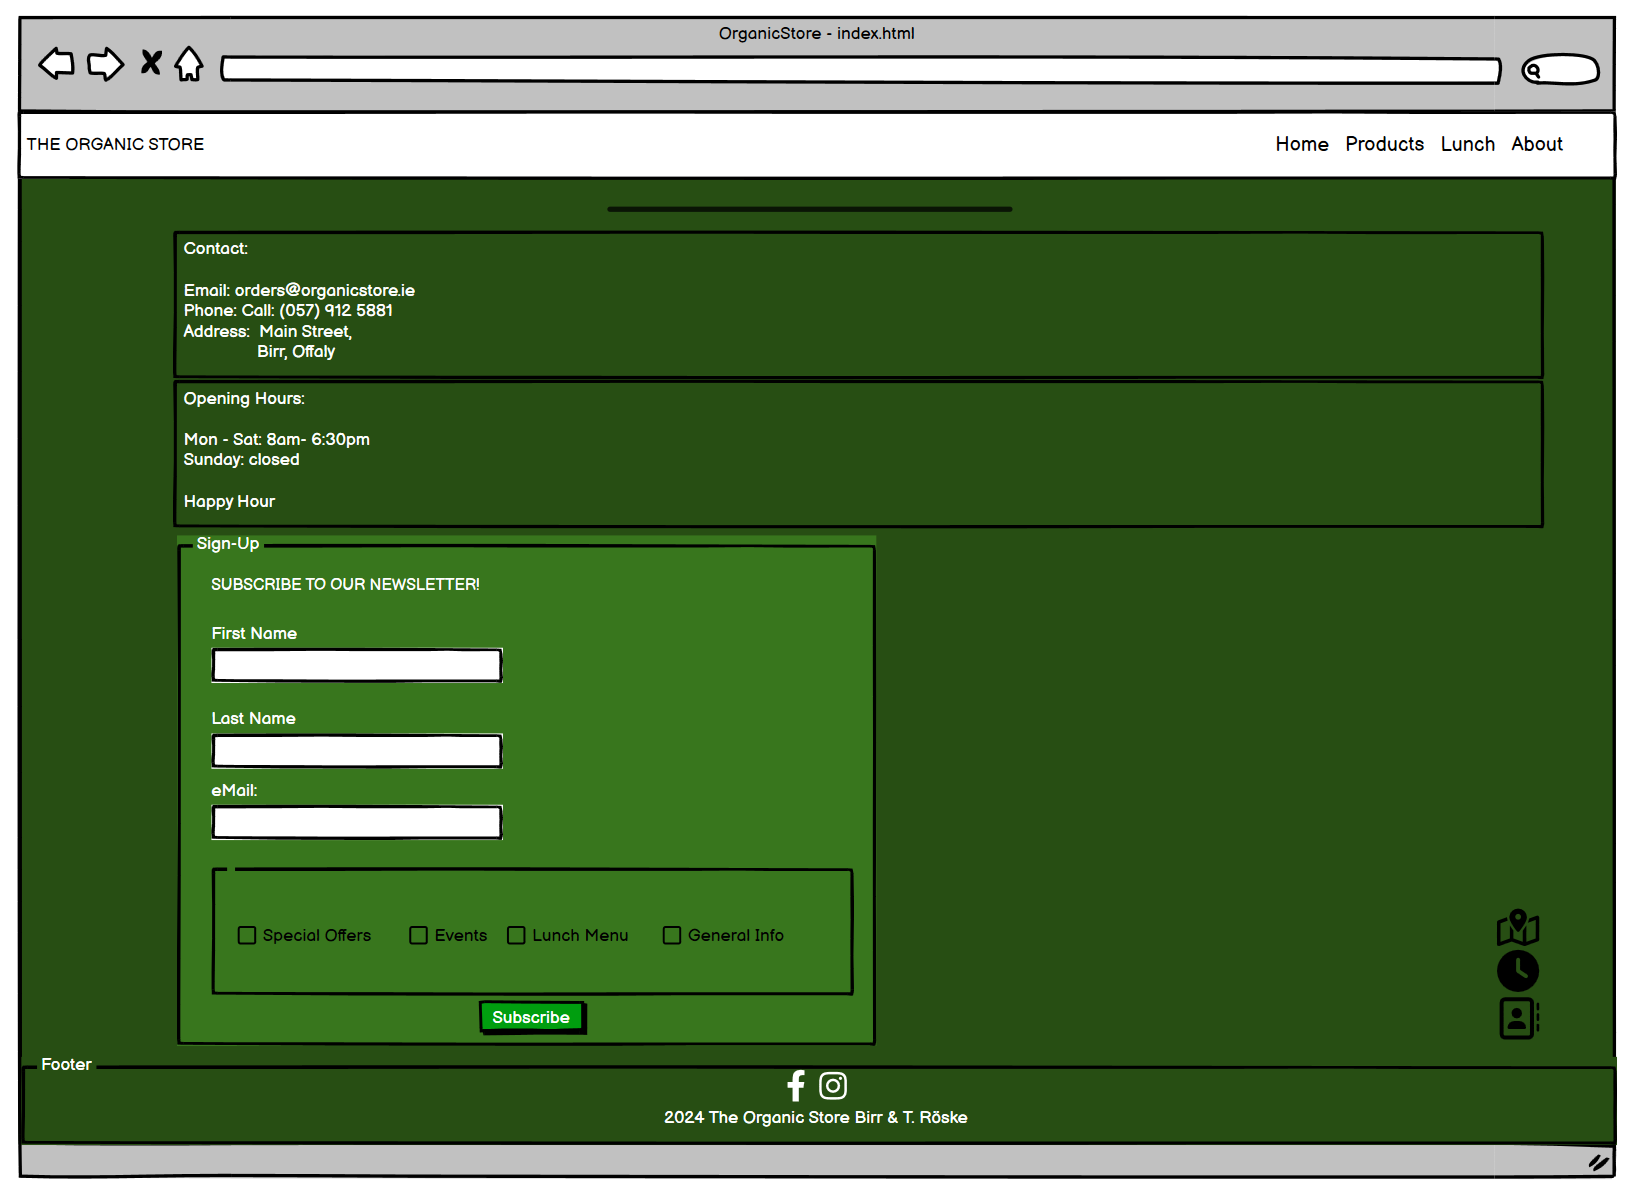 OrganicStore - index.html
THE ORGANIC STORE
Home Products Lunch About
Contact:
Email: orders@organicstore.ie
Phone: Call: (057) 912 5881
Address: Main Street,
Birr, Offaly
Opening Hours:
Mon - Sat: 8am- 6:30pm
Sunday: closed
Happy Hour
Sign-Up
SUBSCRIBE TO OUR NEWSLETTER!
First Name
Last Name
eMail:
Special Offers Events Lunch Menu General Info
Subscribe
Footer
2024 The Organic Store Birr & T. Röske